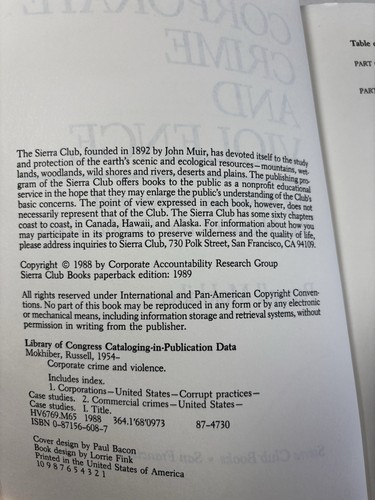 Table o
PART
PAR
The Sierra Club, founded in 1892 by John Muir, has devoted itself to the study
and protection of the earth's scenic and ecological resources—mountains, wet-
lands, woodlands, wild shores and rivers, deserts and plains. The publishing pro-
gram of the Sierra Club offers books to the public as a nonprofit educational
service in the hope that they may enlarge the public's understanding of the Club's
basic concerns. The point of view expressed in each book, however, does not
necessarily represent that of the Club. The Sierra Club has some sixty chapters
coast to coast, in Canada, Hawaii, and Alaska. For information about how you
may participate in its programs to preserve wilderness and the quality of life,
please address inquiries to Sierra Club, 730 Polk Street, San Francisco, CA 94109.
Copyright © 1988 by Corporate Accountability Research Group
Sierra Club Books paperback edition: 1989
All rights reserved under International and Pan-American Copyright Conven-
tions. No part of this book may be reproduced in any form or by any electronic
or mechanical means, including information storage and retrieval systems, without
permission in writing from the publisher.
Library of Congress Cataloging-in-Publication Data
Mokhiber, Russell, 1954–
Corporate crime and violence.
Includes index.
1. Corporations—United States—Corrupt practices—
Case studies. 2. Commercial crimes—United States—
Case studies. I. Title.
HV6769.M65 1988 364.1'68'0973 87-4730
ISBN 0-87156-608-7
Cover design by Paul Bacon
Book design by Lorrie Fink
Printed in the United States of America
10 9 8 7 6 5 4 3 2 1
CORPORATE
CRIME
AND
VIOLENCE